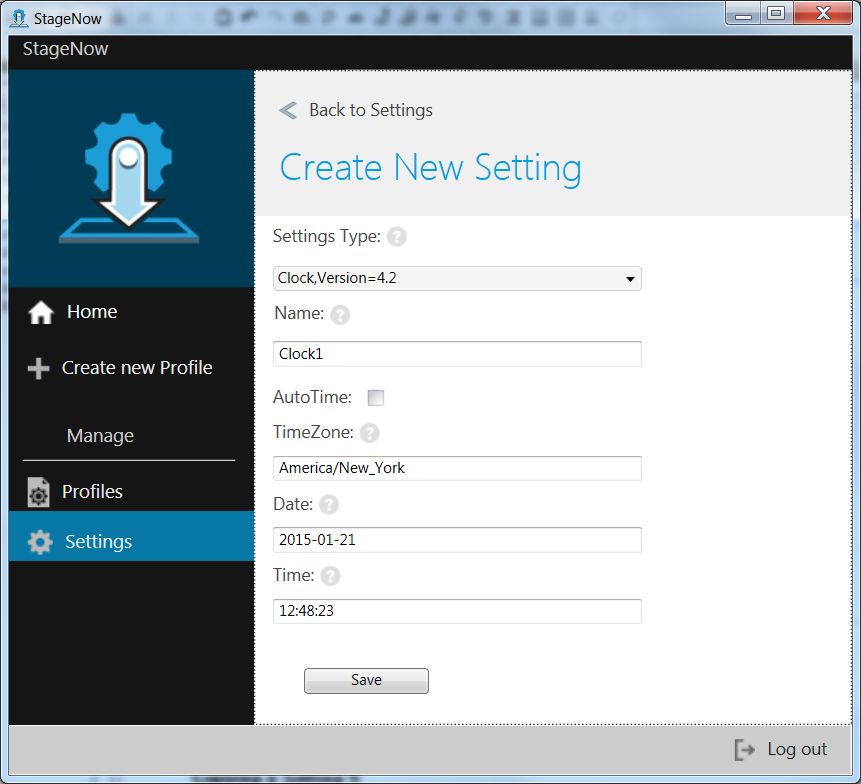 StageNow
StageNow
Back to Settings
Create New Setting
Settings Type: ?
Clock,Version=4.2
Name: ?
Clock1
AutoTime:
TimeZone: ?
America/New_York
Date: ?
2015-01-21
Time: ?
12:48:23
Save
Home
Create new Profile
Manage
Profiles
Settings
Log out